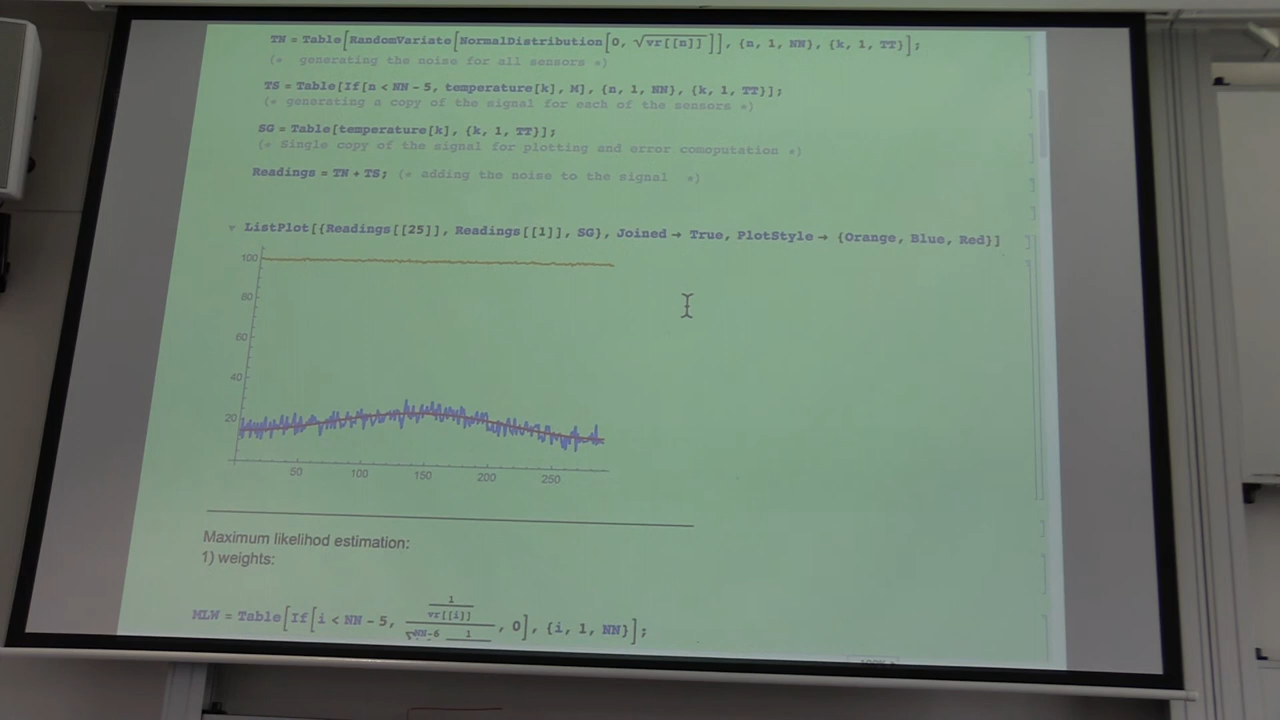 TN = Table[RandomVariate[NormalDistribution[0, √vr[[n]]]], {n, 1, NN}, {k, 1, TT}];
(* generating the noise for all sensors *)
TS = Table[If[n < NN - 5, temperature[k], M], {n, 1, NN}, {k, 1, TT}];
(* generating a copy of the signal for each of the sensors *)
SG = Table[temperature[k], {k, 1, TT}];
(* Single copy of the signal for plotting and error comoputation *)
Readings = TN + TS; (* adding the noise to the signal *)
ListPlot[{Readings[[25]], Readings[[1]], SG}, Joined → True, PlotStyle → {Orange, Blue, Red}]
100
80
60
40
20
50 100 150 200 250
Maximum likelihod estimation:
1) weights:
1
vr[[i]]
MLW = Table[If[i < NN - 5, , 0], {i, 1, NN}];
NN-6 1